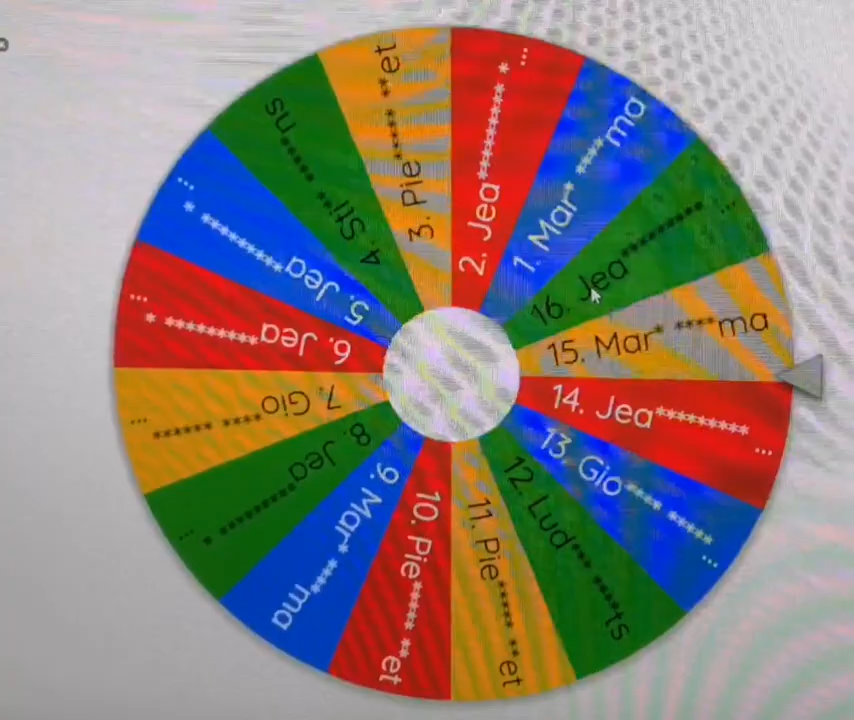 1. Mar* ****ma
2. Jea********* * ...
3. Pie***** **et
4. Sti** *****ns
5. Jea********* * ...
6. Jea********* * ...
7. Gio**** ****** ...
8. Jea********* * ...
9. Mar* ****ma
10. Pie***** **et
11. Pie***** **et
12. Lud*** ****ts
13. Gio**** ***** ...
14. Jea********* ...
15. Mar* ****ma
16. Jea********* ...